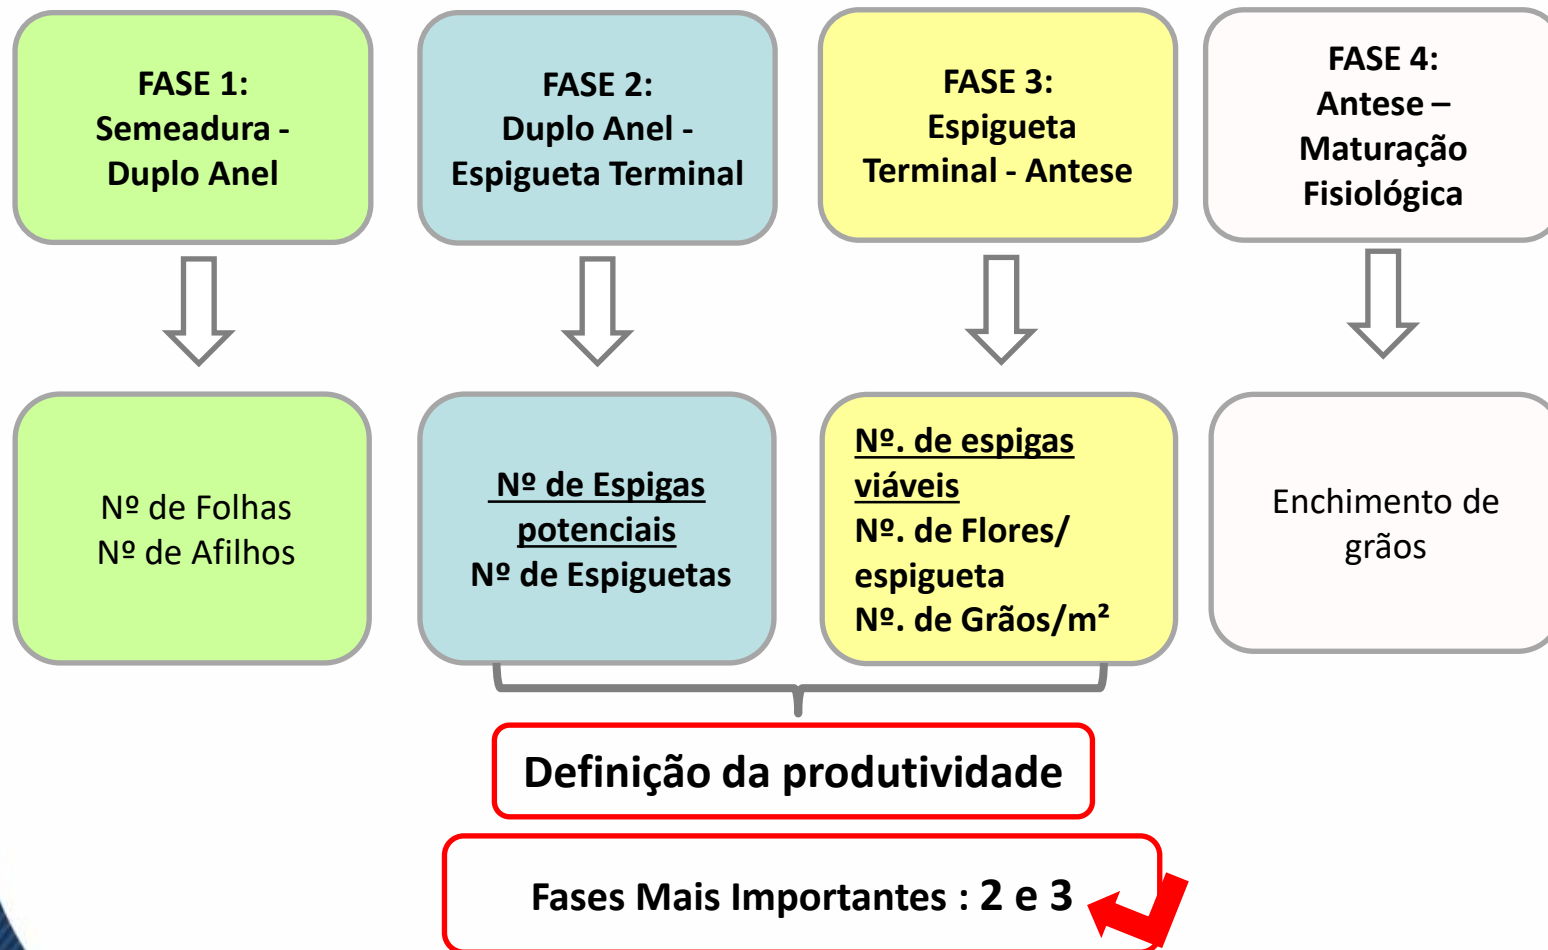 FASE 1:
Semeadura -
Duplo Anel
FASE 2:
Duplo Anel -
Espigueta Terminal
FASE 3:
Espigueta
Terminal - Antese
FASE 4:
Antese –
Maturação
Fisiológica
Nº de Folhas
Nº de Afilhos
Nº de Espigas
potenciais
Nº de Espiguetas
Nº. de espigas
viáveis
Nº. de Flores/
espigueta
Nº. de Grãos/m²
Enchimento de
grãos
Definição da produtividade
Fases Mais Importantes : 2 e 3